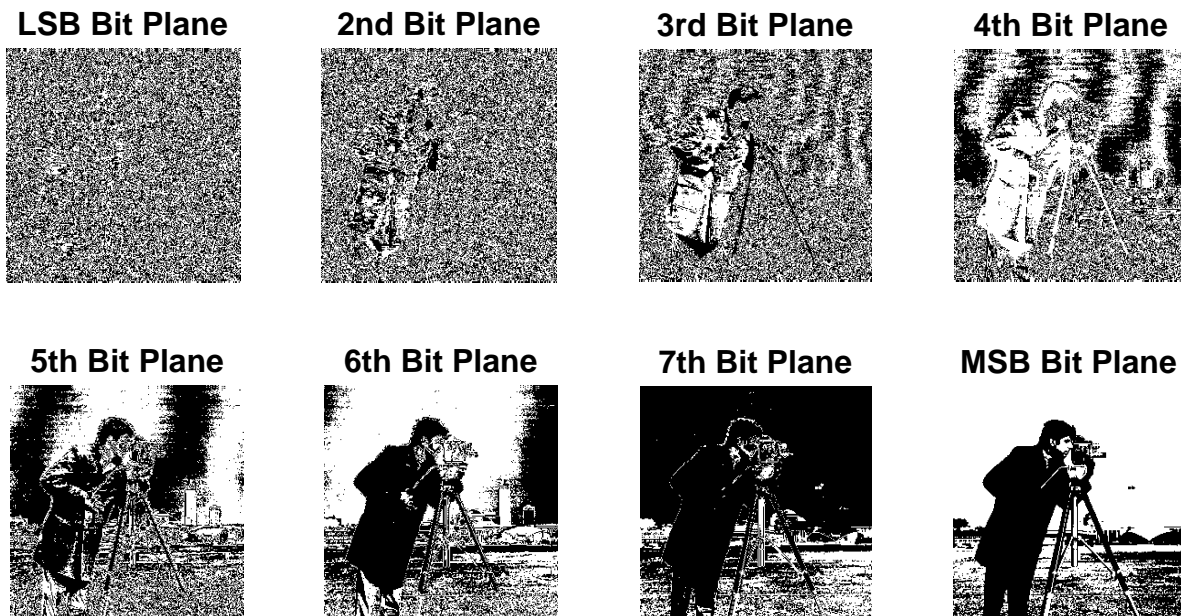 LSB Bit Plane
2nd Bit Plane
3rd Bit Plane
4th Bit Plane
5th Bit Plane
6th Bit Plane
7th Bit Plane
MSB Bit Plane